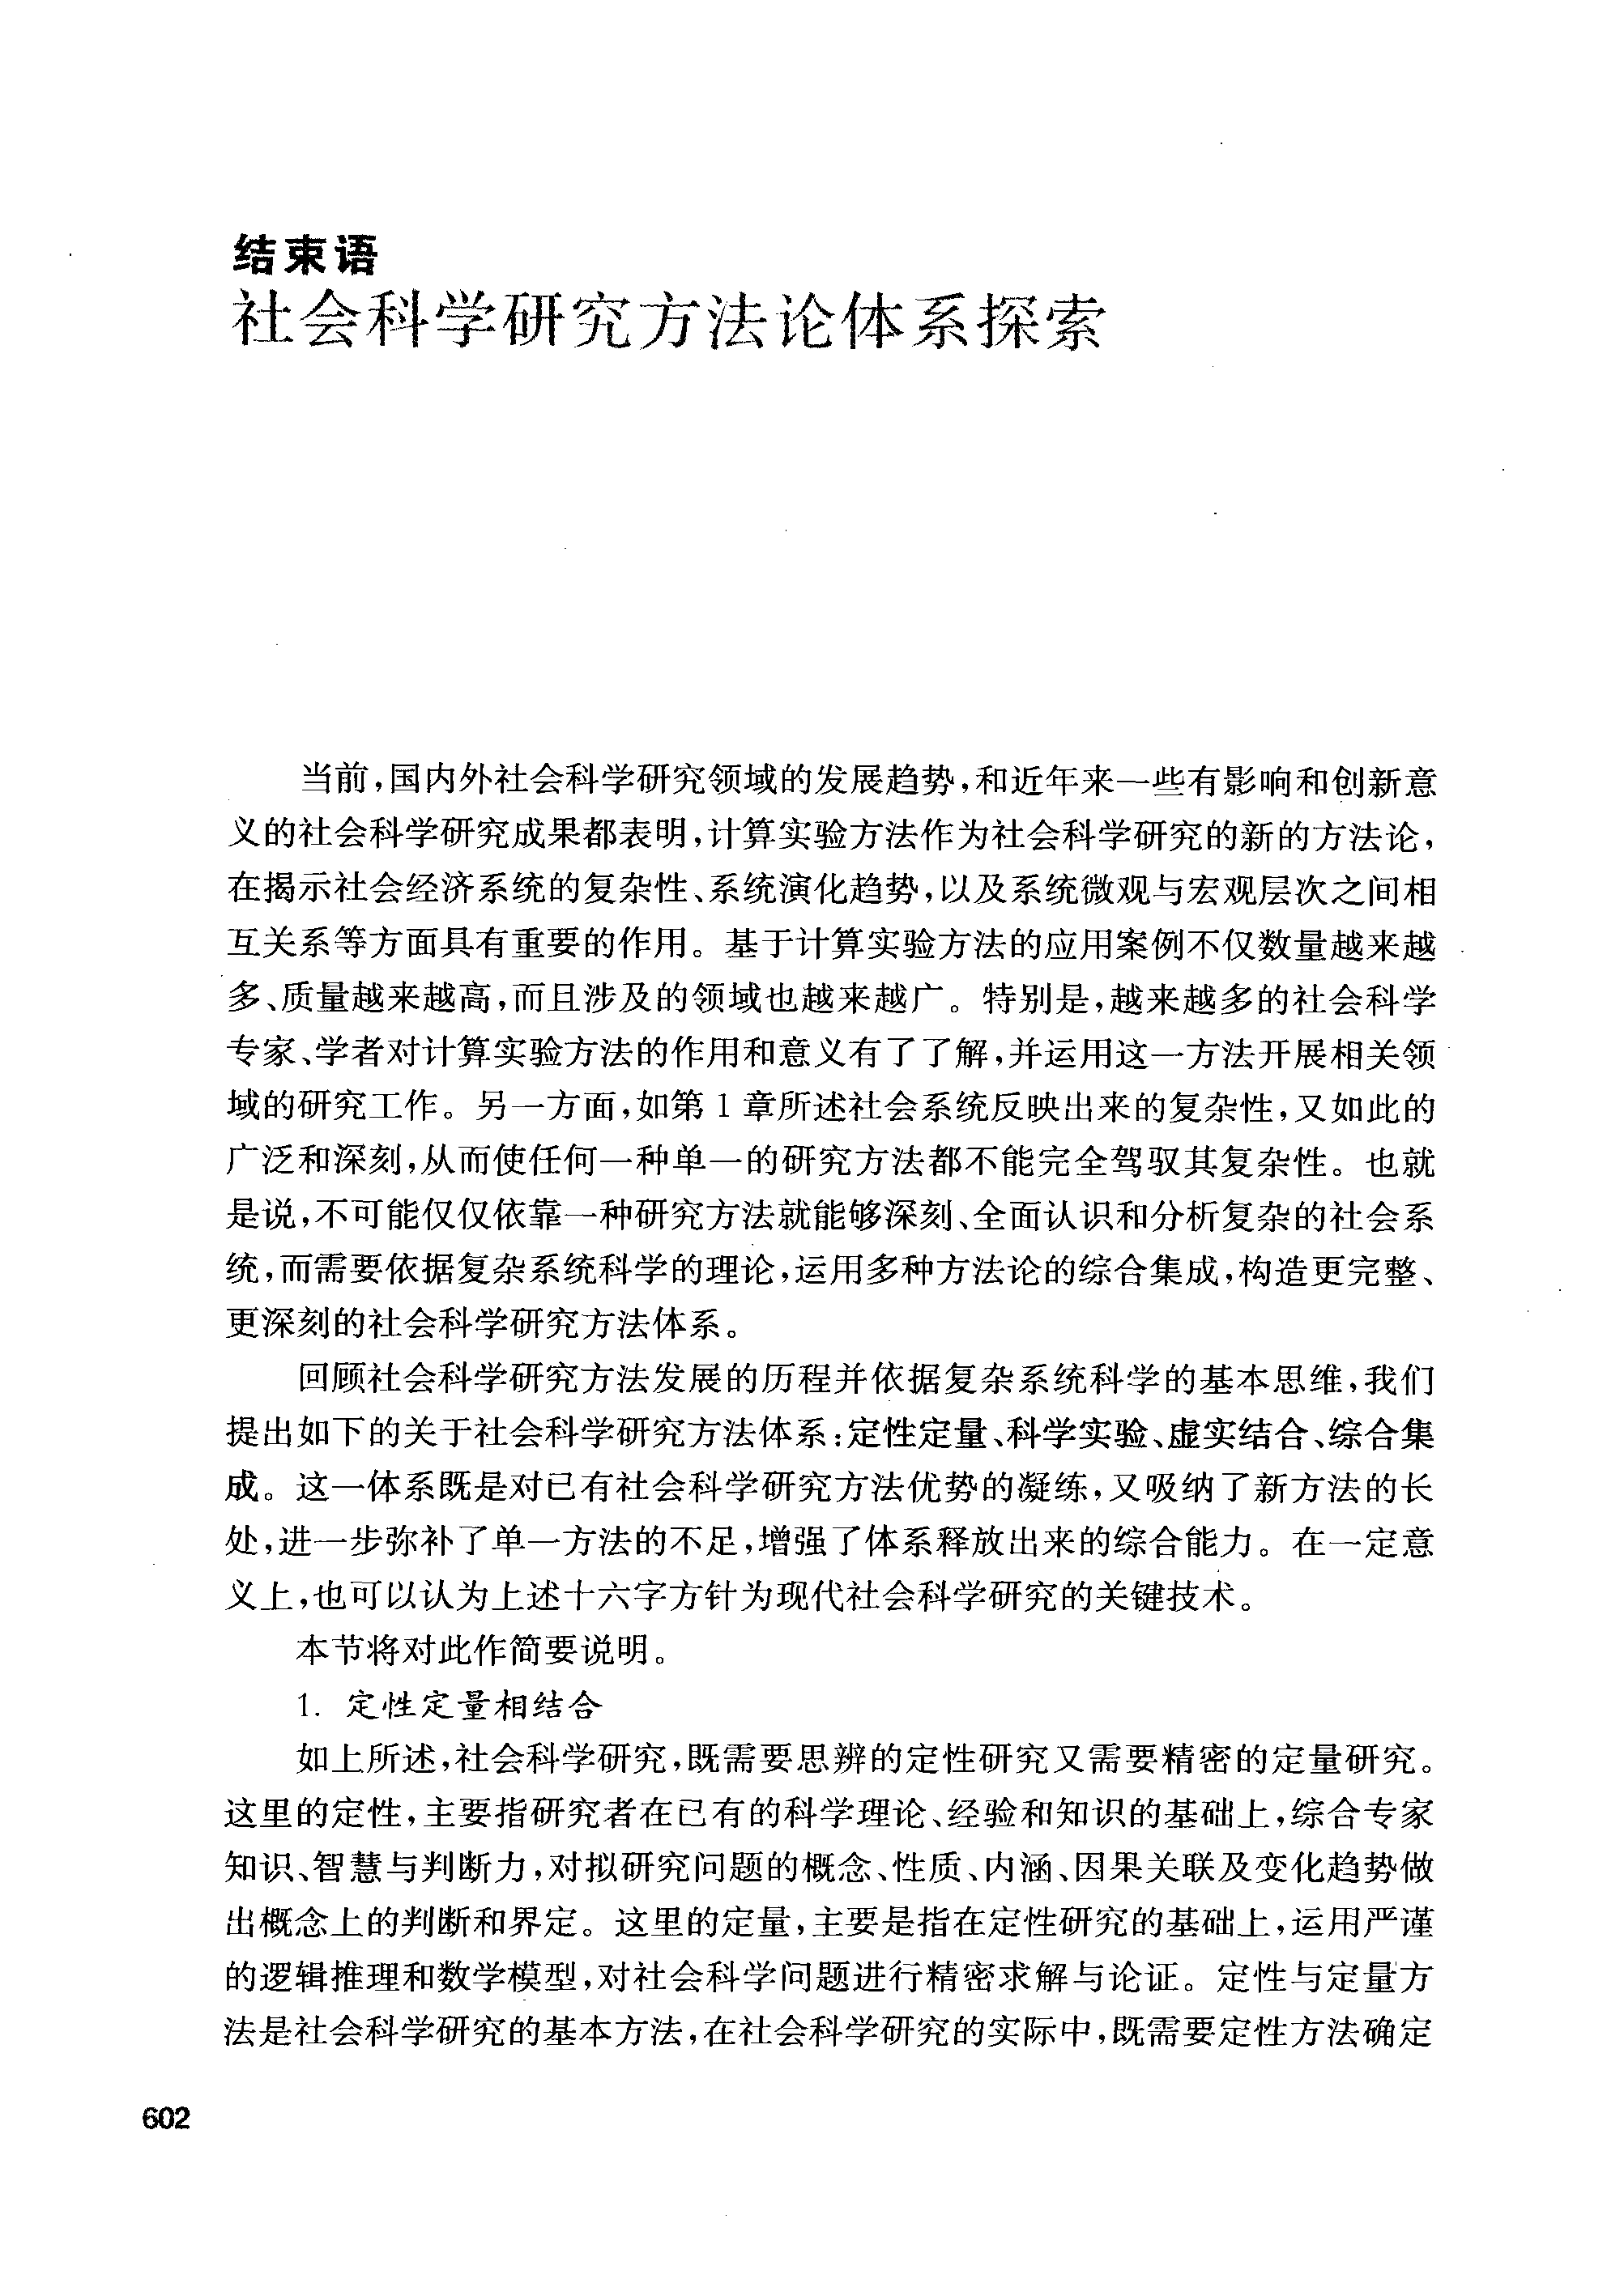 结束语
社会科学研究方法论体系探索
当前,国内外社会科学研究领域的发展趋势,和近年来一些有影响和创新意
义的社会科学研究成果都表明,计算实验方法作为社会科学研究的新的方法论,
在揭示社会经济系统的复杂性、系统演化趋势,以及系统微观与宏观层次之间相
互关系等方面具有重要的作用。基于计算实验方法的应用案例不仅数量越来越
多、质量越来越高,而且涉及的领域也越来越广。特别是,越来越多的社会科学
专家、学者对计算实验方法的作用和意义有了了解,并运用这一方法开展相关领
域的研究工作。另一方面,如第1章所述社会系统反映出来的复杂性,又如此的
广泛和深刻,从而使任何一种单一的研究方法都不能完全驾驭其复杂性。也就
是说,不可能仅仅依靠一种研究方法就能够深刻、全面认识和分析复杂的社会系
统,而需要依据复杂系统科学的理论,运用多种方法论的综合集成,构造更完整、
更深刻的社会科学研究方法体系。
回顾社会科学研究方法发展的历程并依据复杂系统科学的基本思维,我们
提出如下的关于社会科学研究方法体系:定性定量、科学实验、虚实结合、综合集
成。这一体系既是对已有社会科学研究方法优势的凝练,又吸纳了新方法的长
处,进一步弥补了单一方法的不足,增强了体系释放出来的综合能力。在一定意
义上,也可以认为上述十六字方针为现代社会科学研究的关键技术。
本节将对此作简要说明。
1. 定性定量相结合
如上所述,社会科学研究,既需要思辨的定性研究又需要精密的定量研究。
这里的定性,主要指研究者在已有的科学理论、经验和知识的基础上,综合专家
知识、智慧与判断力,对拟研究问题的概念、性质、内涵、因果关联及变化趋势做
出概念上的判断和界定。这里的定量,主要是指在定性研究的基础上,运用严谨
的逻辑推理和数学模型,对社会科学问题进行精密求解与论证。定性与定量方
法是社会科学研究的基本方法,在社会科学研究的实际中,既需要定性方法确定
602